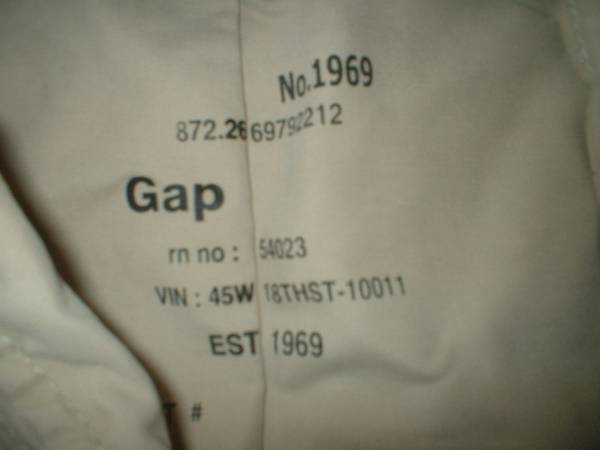 No.1969
872.2669792212
Gap
rn no : 54023
VIN : 45W 18THST-10011
EST 1969
T #